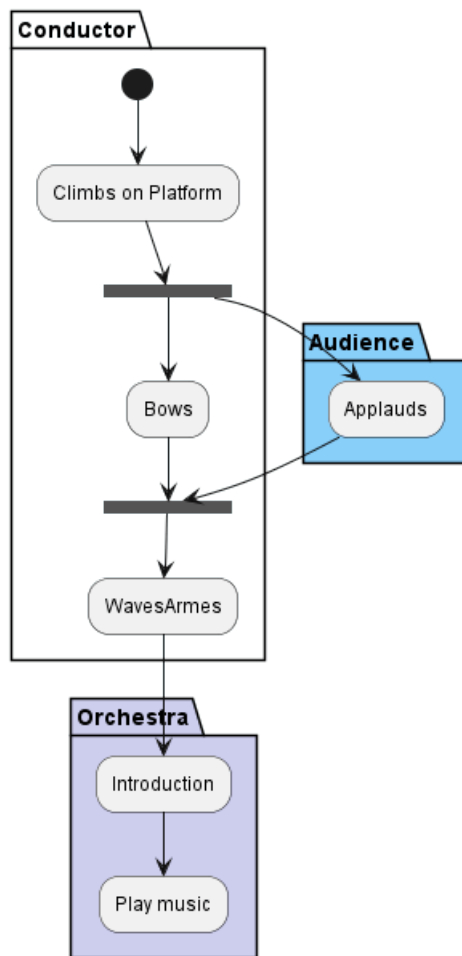 Conductor
Climbs on Platform
Audience
Bows
Applauds
WavesArmes
Orchestra
Introduction
Play music